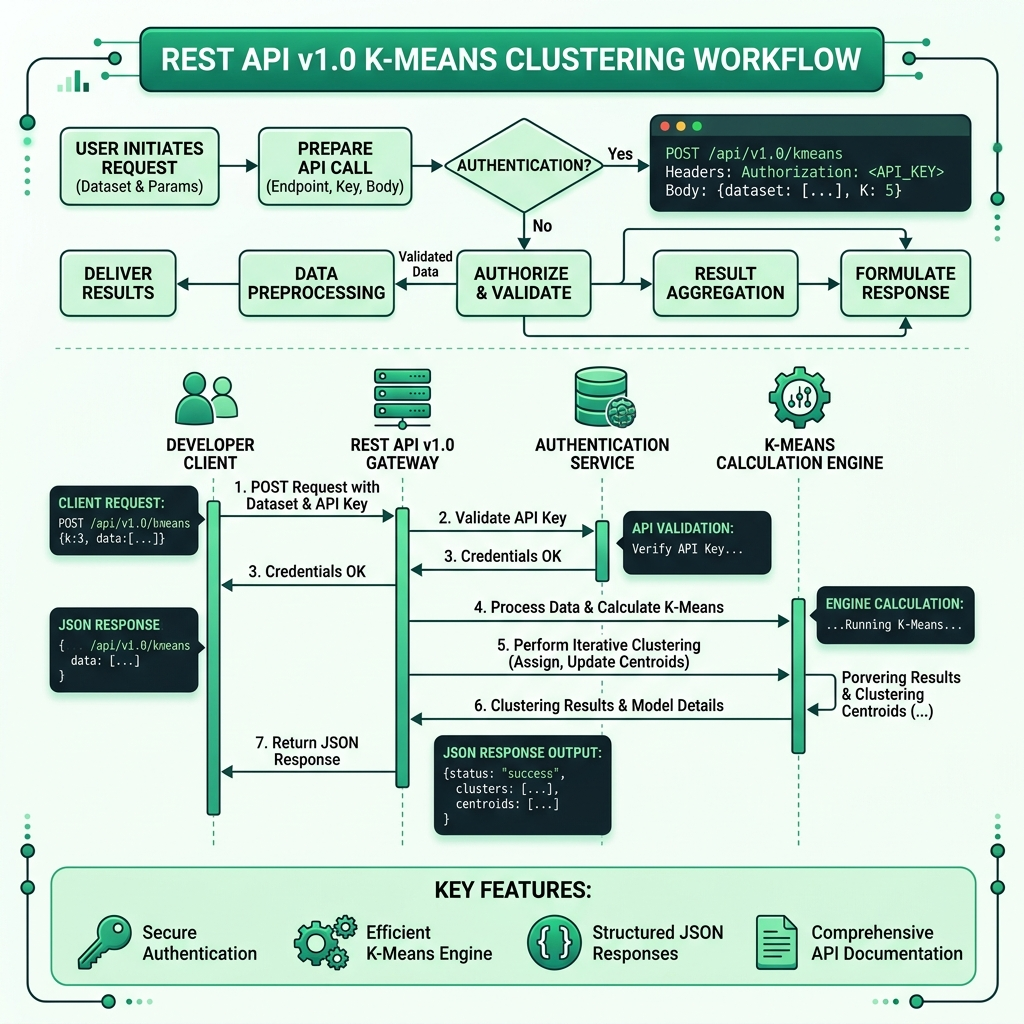 REST API v1.0 K-MEANS CLUSTERING WORKFLOW
USER INITIATES
REQUEST
(Dataset & Params)
PREPARE
API CALL
(Endpoint, Key, Body)
AUTHENTICATION?
Yes
No
POST /api/v1.0/kmeans
Headers: Authorization: <API_KEY>
Body: {dataset: [...], K: 5}
DELIVER
RESULTS
DATA
PREPROCESSING
Validated
Data
AUTHORIZE
& VALIDATE
RESULT
AGGREGATION
FORMULATE
RESPONSE
DEVELOPER
CLIENT
REST API v1.0
GATEWAY
AUTHENTICATION
SERVICE
K-MEANS
CALCULATION ENGINE
CLIENT REQUEST:
POST
{k:3, data:[...]}
1. POST Request with
Dataset & API Key
2. Validate API Key
API VALIDATION:
Verify API Key...
3. Credentials OK
3. Credentials OK
4. Process Data & Calculate K-Means
ENGINE CALCULATION:
...Running K-Means...
JSON RESPONSE
{ /api/v1.0/kmeans
data: [...]
}
5. Perform Iterative Clustering
(Assign, Update Centroids)
Porvering Results
& Clustering
Centroids (...)
6. Clustering Results & Model Details
7. Return JSON
Response
JSON RESPONSE OUTPUT:
{status: "success",
clusters: [...],
centroids: [...]
}
KEY FEATURES:
Secure
Authentication
Efficient
K-Means Engine
{}
Structured JSON
Responses
Comprehensive
API Documentation